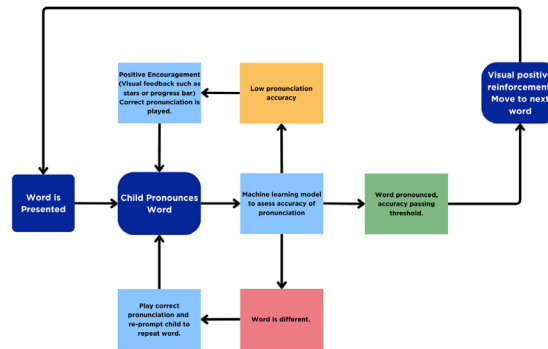 Positive Encouragement
(Visual feedback such as
stars or progress bar)
Correct pronunciation is
played.
Low pronunciation
accuracy
Visual positive
reinforcement
Move to next
word
Word is
Presented
Child Pronounces
Word
Machine learning model
to asess accuracy of
pronunciation
Word pronounced,
accuracy passing
threshold.
Play correct
pronunciation and
re-prompt child to
repeat word.
Word is different.